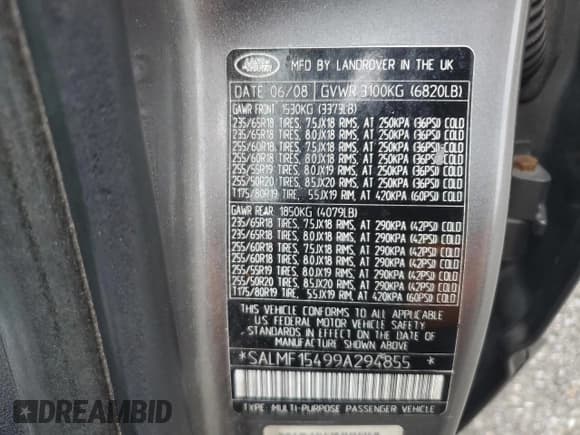 LAND ROVER
MFD BY LANDROVER IN THE UK
DATE 06/08 GVWR 3100KG (6820LB)
GAWR FRONT 1530KG (3373LB)
235/65R18 TIRES, 7.5JX18 RIMS, AT 250KPA (36PSI) COLD
235/65R18 TIRES, 8.0JX18 RIMS, AT 250KPA (36PSI) COLD
255/60R18 TIRES, 7.5JX18 RIMS, AT 250KPA (36PSI) COLD
255/60R18 TIRES, 8.0JX18 RIMS, AT 250KPA (36PSI) COLD
255/55R19 TIRES, 8.0JX19 RIMS, AT 250KPA (36PSI) COLD
255/50R20 TIRES, 8.5JX20 RIMS, AT 250KPA (36PSI) COLD
T175/80R19 TIRE, 5.5JX19 RIM, AT 420KPA (60PSI) COLD
GAWR REAR 1850KG (4079LB)
235/65R18 TIRES, 7.5JX18 RIMS, AT 290KPA (42PSI) COLD
235/65R18 TIRES, 8.0JX18 RIMS, AT 290KPA (42PSI) COLD
255/60R18 TIRES, 7.5JX18 RIMS, AT 290KPA (42PSI) COLD
255/60R18 TIRES, 8.0JX18 RIMS, AT 290KPA (42PSI) COLD
255/55R19 TIRES, 8.0JX19 RIMS, AT 290KPA (42PSI) COLD
255/50R20 TIRES, 8.5JX20 RIMS, AT 290KPA (42PSI) COLD
T175/80R19 TIRE, 5.5JX19 RIM, AT 420KPA (60PSI) COLD
THIS VEHICLE CONFORMS TO ALL APPLICABLE
U.S. FEDERAL MOTOR VEHICLE SAFETY
STANDARDS IN EFFECT ON THE DATE OF
MANUFACTURE SHOWN ABOVE
*SALMF15499A294855 *
TYPE: MULTI-PURPOSE PASSENGER VEHICLE
DREAMBID